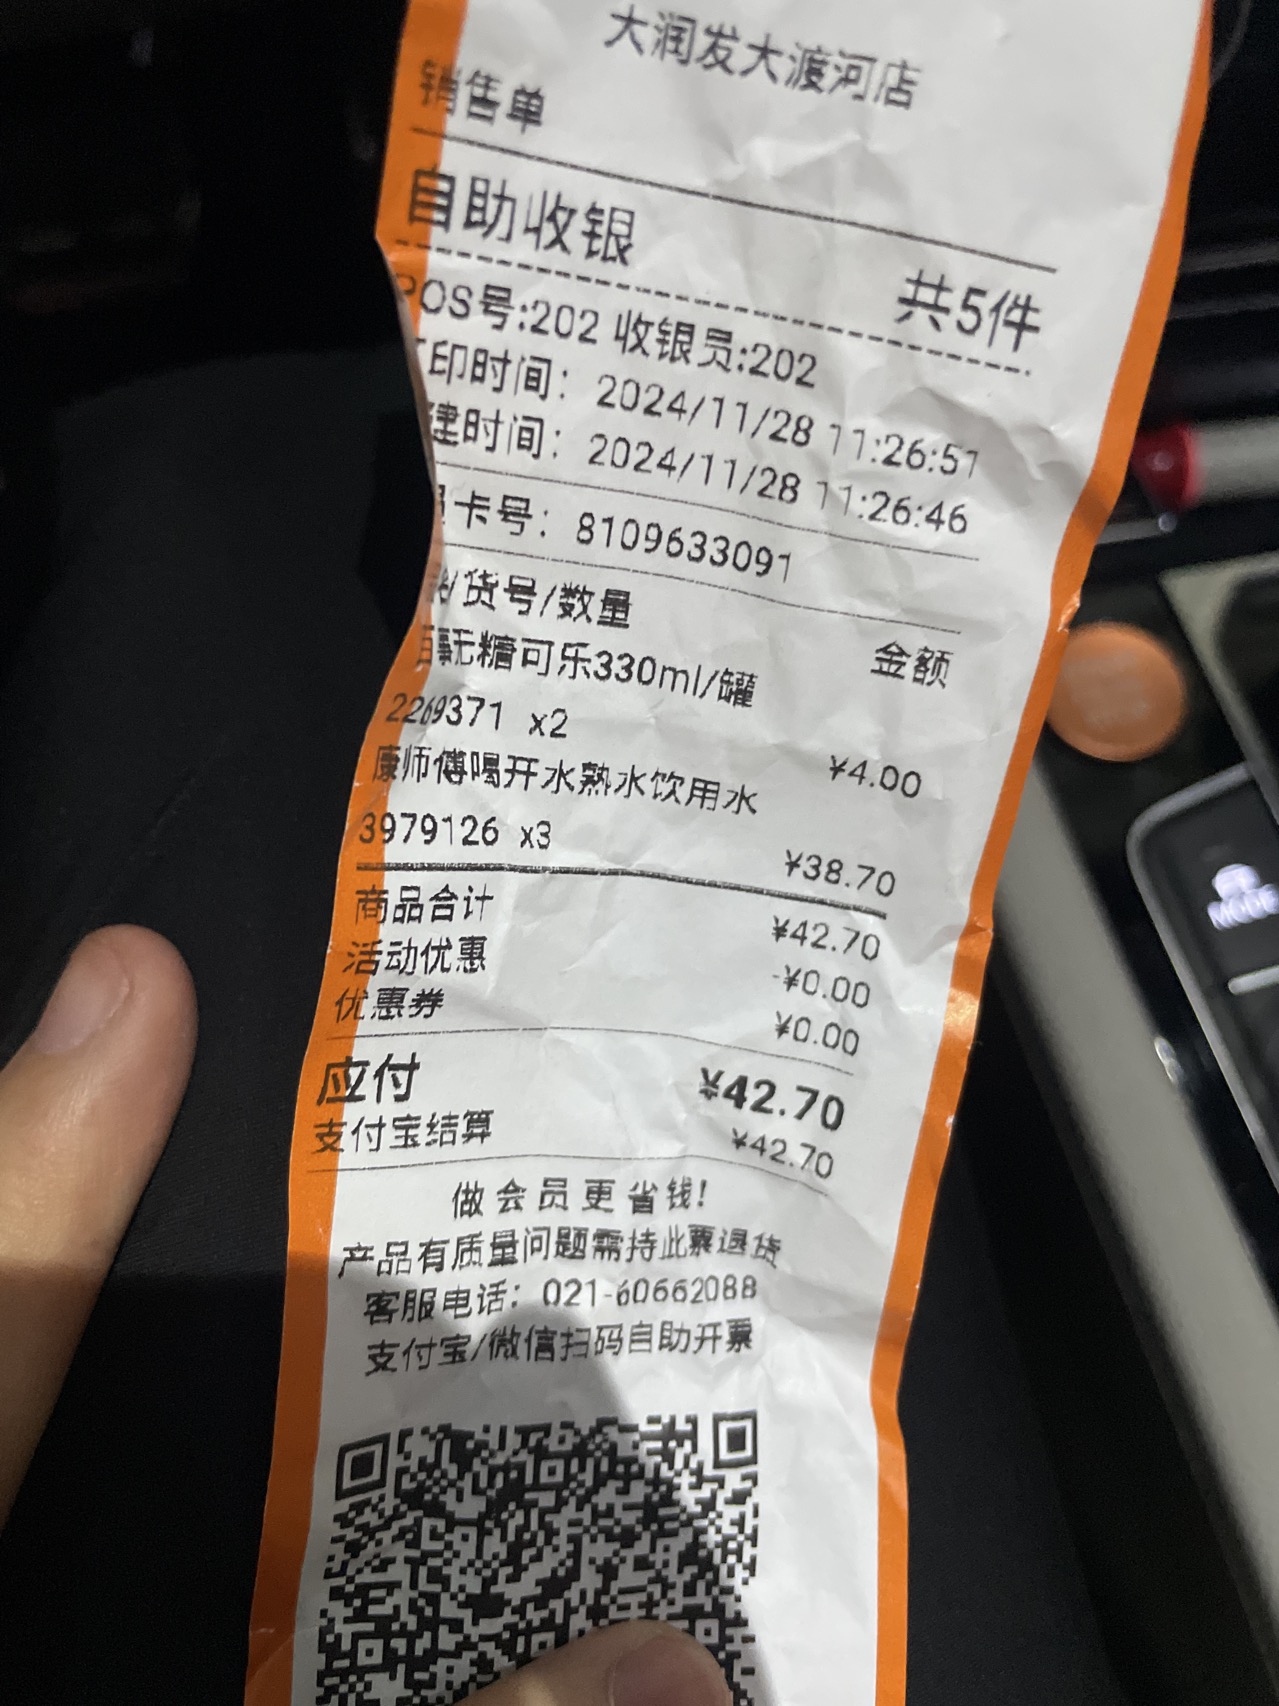 大润发大渡河店
销售单
自助收银
共5件
POS号:202 收银员:202
印时间: 2024/11/28 11:26:51
建时间: 2024/11/28 11:26:46
员卡号: 8109633091
/货号/数量 金额
百事无糖可乐330ml/罐
2269371 x2 ¥4.00
康师傅喝开水熟水饮用水
3979126 x3 ¥38.70
商品合计 ¥42.70
活动优惠 -¥0.00
优惠券 ¥0.00
应付 ¥42.70
支付宝结算 ¥42.70
做会员更省钱!
产品有质量问题需持此票退货
客服电话: 021-60662088
支付宝/微信扫码自助开票
MODE